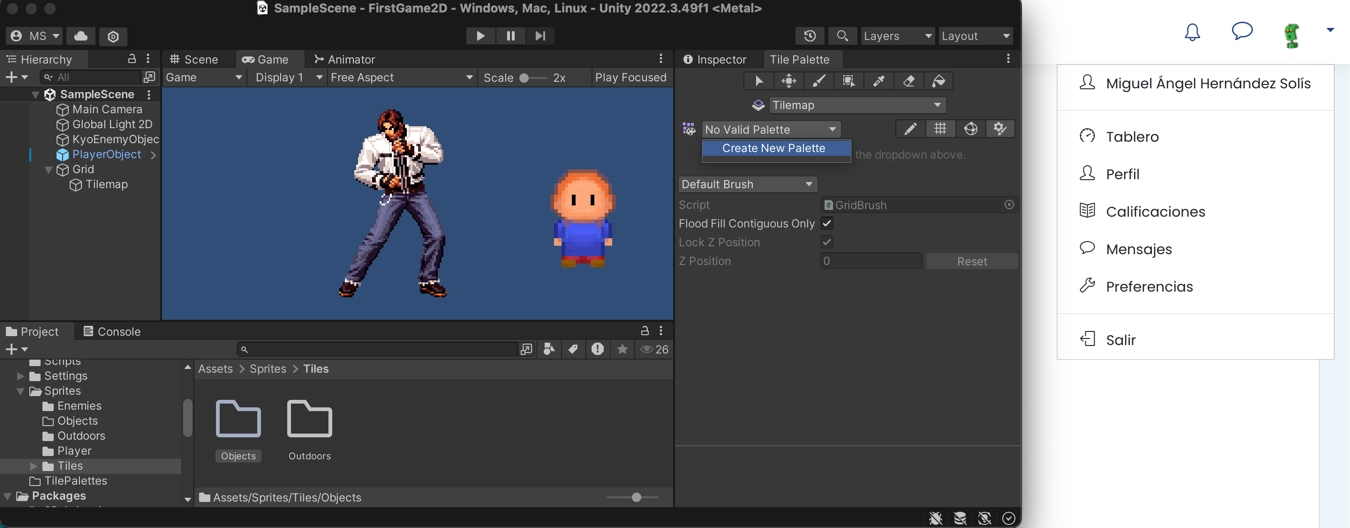 SampleScene - FirstGame2D - Windows, Mac, Linux - Unity 2022.3.49f1 <Metal>
MS
Layers
Layout
Hierarchy
Scene
Game
Animator
Inspector
Tile Palette
All
Game
Display 1
Free Aspect
Scale
2x
Play Focused
SampleScene
Main Camera
Global Light 2D
KyoEnemyObjec
PlayerObject
Grid
Tilemap
Tilemap
No Valid Palette
Create New Palette
the dropdown above.
Default Brush
Script
GridBrush
Flood Fill Contiguous Only
Lock Z Position
Z Position
0
Reset
Project
Console
26
Scripts
Settings
Sprites
Enemies
Objects
Outdoors
Player
Tiles
TilePalettes
Packages
Assets > Sprites > Tiles
Objects
Outdoors
Assets/Sprites/Tiles/Objects
Miguel Ángel Hernández Solís
Tablero
Perfil
Calificaciones
Mensajes
Preferencias
Salir